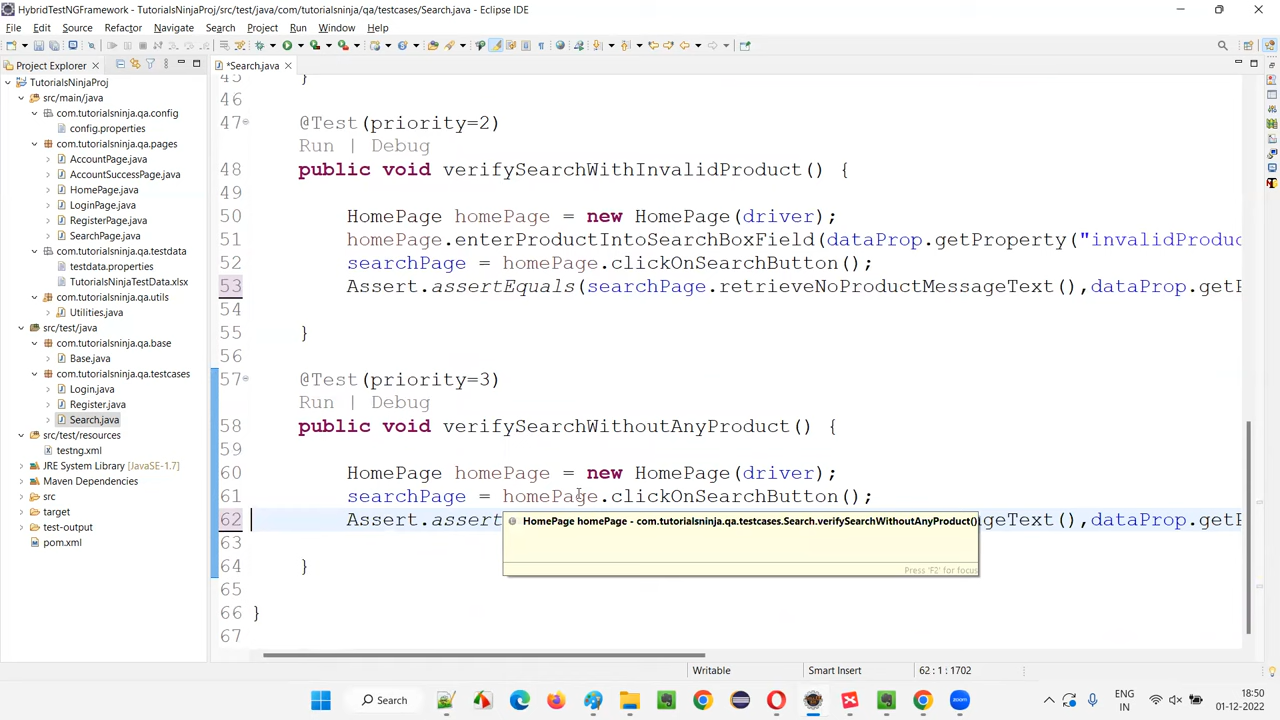 HybridTestNGFramework - TutorialsNinjaProj/src/test/java/com/tutorialsninja/qa/testcases/Search.java - Eclipse IDE
File Edit Source Refactor Navigate Search Project Run Window Help
Project Explorer
*Search.java
TutorialsNinjaProj
src/main/java
com.tutorialsninja.qa.config
config.properties
com.tutorialsninja.qa.pages
AccountPage.java
AccountSuccessPage.java
HomePage.java
LoginPage.java
RegisterPage.java
SearchPage.java
com.tutorialsninja.qa.testdata
testdata.properties
TutorialsNinjaTestData.xlsx
com.tutorialsninja.qa.utils
Utilities.java
src/test/java
com.tutorialsninja.qa.base
Base.java
com.tutorialsninja.qa.testcases
Login.java
Register.java
Search.java
src/test/resources
testng.xml
JRE System Library [JavaSE-1.7]
Maven Dependencies
src
target
test-output
pom.xml
45 }
46
47 @Test(priority=2)
Run | Debug
48 public void verifySearchWithInvalidProduct() {
49
50 HomePage homePage = new HomePage(driver);
51 homePage.enterProductIntoSearchBoxField(dataProp.getProperty("invalidProduc
52 searchPage = homePage.clickOnSearchButton();
53 Assert.assertEquals(searchPage.retrieveNoProductMessageText(),dataProp.getP
54
55 }
56
57 @Test(priority=3)
Run | Debug
58 public void verifySearchWithoutAnyProduct() {
59
60 HomePage homePage = new HomePage(driver);
61 searchPage = homePage.clickOnSearchButton();
62 Assert.assert geText(),dataProp.getP
HomePage homePage - com.tutorialsninja.qa.testcases.Search.verifySearchWithoutAnyProduct()
Press 'F2' for focus
63
64 }
65
66 }
67
Writable Smart Insert 62 : 1 : 1702
Search
ENG
IN
18:50
01-12-2022